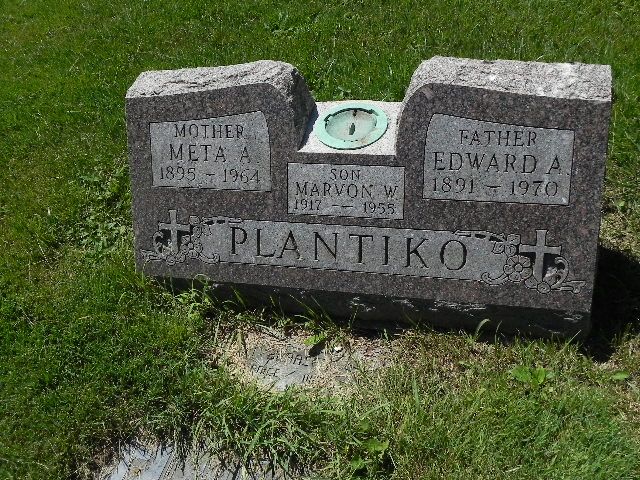 MOTHER
META A.
1895 – 1964
SON
MARVON W.
1917 – 1955
FATHER
EDWARD A.
1891 – 1970
PLANTIKO